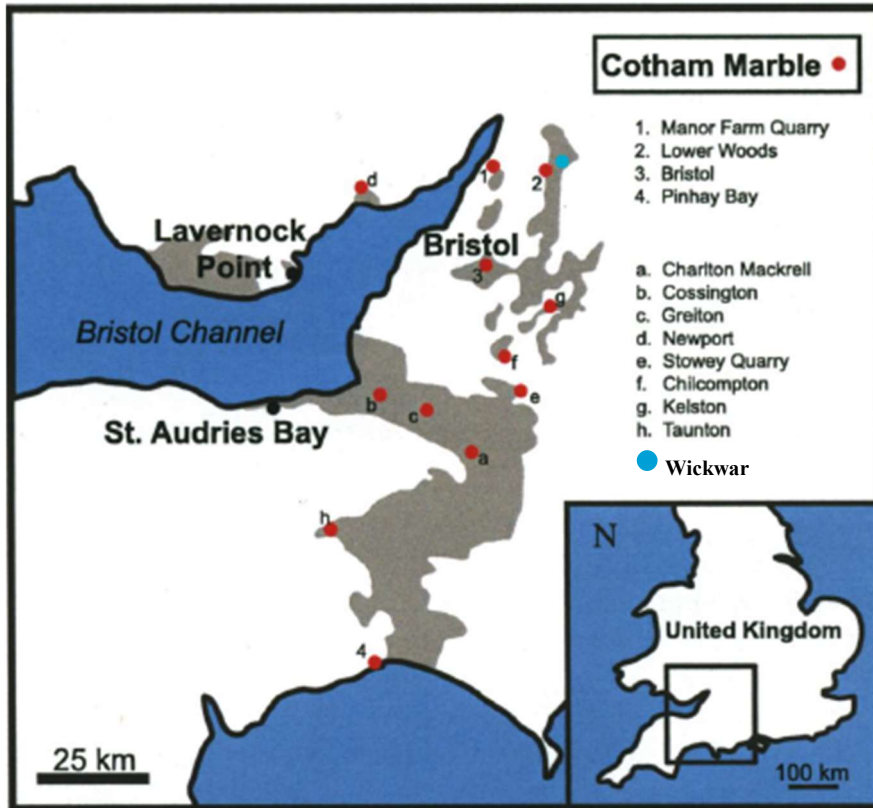 Cotham Marble
1. Manor Farm Quarry
2. Lower Woods
3. Bristol
4. Pinhay Bay
a. Charlton Mackrell
b. Cossington
c. Greiton
d. Newport
e. Stowey Quarry
f. Chilcompton
g. Kelston
h. Taunton
Wickwar
d
1
2
Lavernock
Point
Bristol
3
g
Bristol Channel
f
e
b
c
St. Audries Bay
a
h
4
25 km
N
United Kingdom
100 km